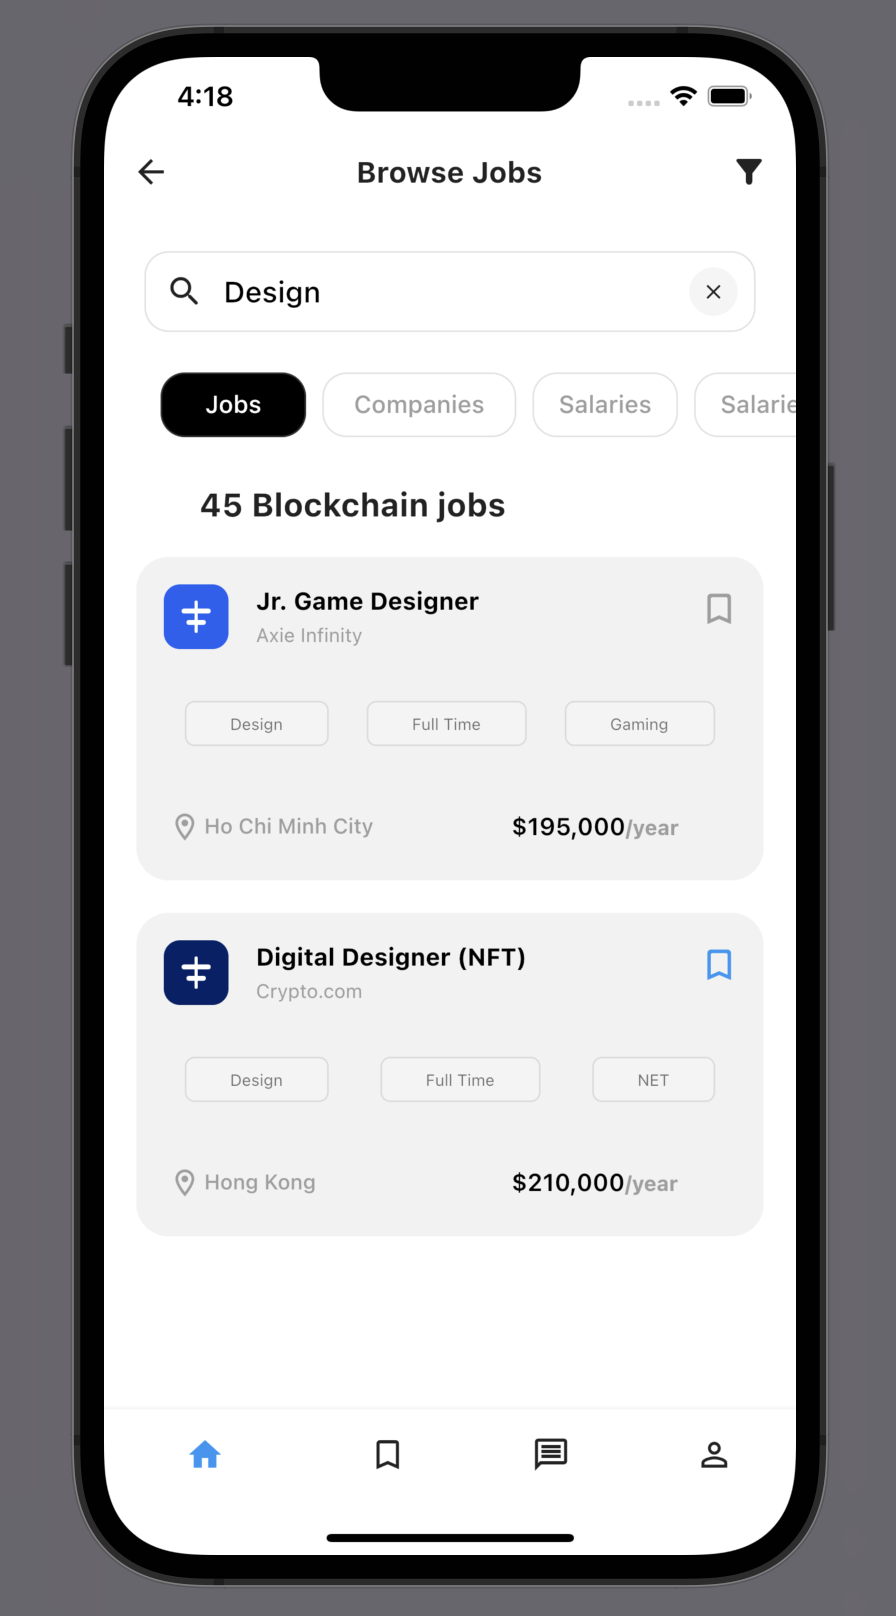 4:18
Browse Jobs
Design
Jobs Companies Salaries Salarie
45 Blockchain jobs
Jr. Game Designer
Axie Infinity
Design Full Time Gaming
Ho Chi Minh City $195,000/year
Digital Designer (NFT)
Crypto.com
Design Full Time NET
Hong Kong $210,000/year